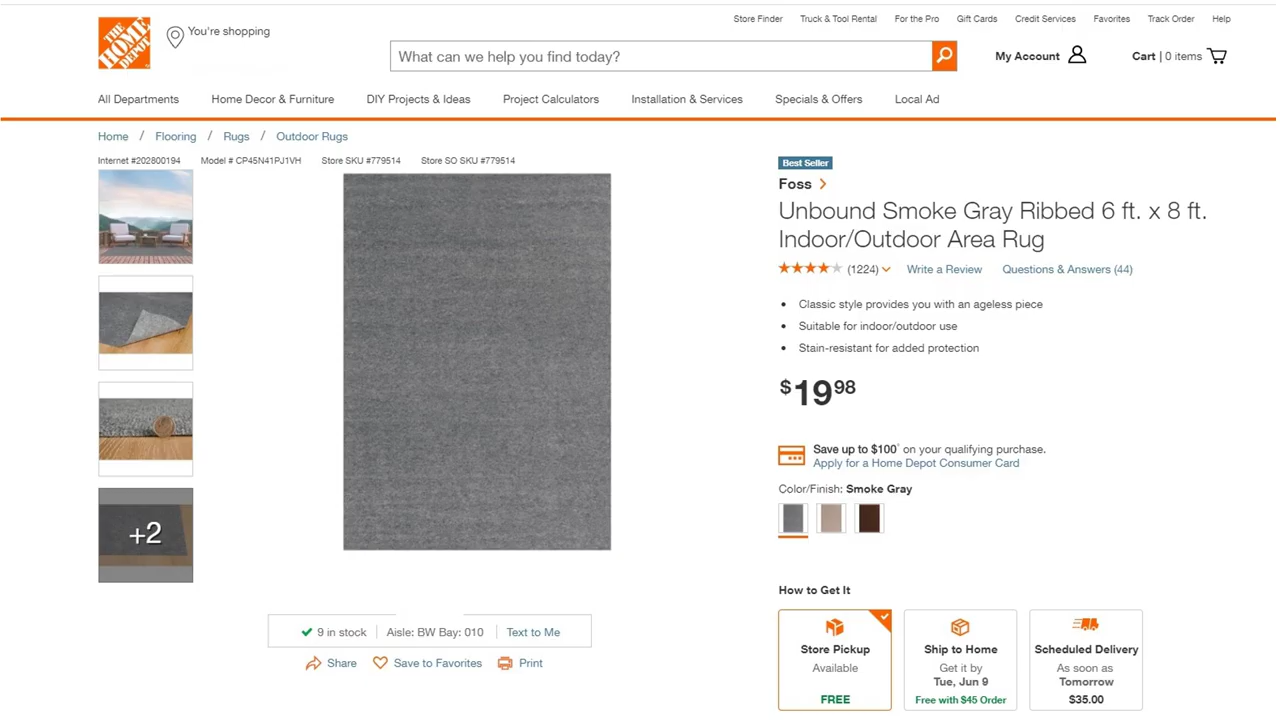 Store Finder Truck & Tool Rental For the Pro Gift Cards Credit Services Favorites Track Order Help
THE HOME DEPOT
You're shopping
What can we help you find today?
My Account
Cart | 0 items
All Departments Home Decor & Furniture DIY Projects & Ideas Project Calculators Installation & Services Specials & Offers Local Ad
Home / Flooring / Rugs / Outdoor Rugs
Internet #202800194 Model # CP45N41PJ1VH Store SKU #779514 Store SO SKU #779514
+2
9 in stock Aisle: BW Bay: 010 Text to Me
Share Save to Favorites Print
Best Seller
Foss
Unbound Smoke Gray Ribbed 6 ft. x 8 ft.
Indoor/Outdoor Area Rug
(1224) Write a Review Questions & Answers (44)
• Classic style provides you with an ageless piece
• Suitable for indoor/outdoor use
• Stain-resistant for added protection
$19 98
Save up to $100° on your qualifying purchase.
Apply for a Home Depot Consumer Card
Color/Finish: Smoke Gray
How to Get It
Store Pickup
Available
FREE
Ship to Home
Get it by
Tue, Jun 9
Free with $45 Order
Scheduled Delivery
As soon as
Tomorrow
$35.00